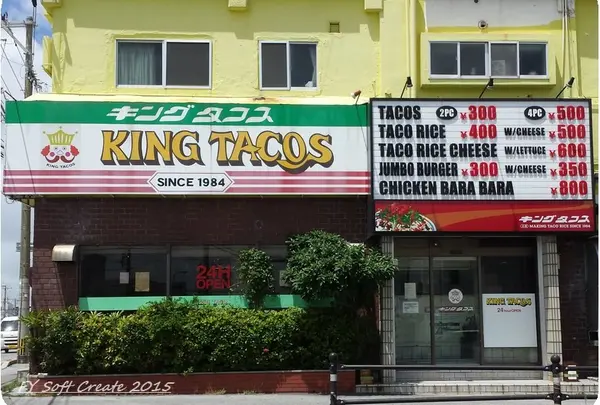 キングタコス
KING TACOS
KING TACOS
SINCE 1984
TACOS 2PC ¥300 4PC ¥500
TACO RICE ¥400 W/CHEESE ¥500
TACO RICE CHEESE W/LETTUCE ¥600
JUMBO BURGER ¥300 W/CHEESE ¥350
CHICKEN BARA BARA ¥800
キングタコス
MAKING TACO RICE SINCE 1984
24H
OPEN
KING TACOS
24 Hour OPEN
EY Soft Create 2015